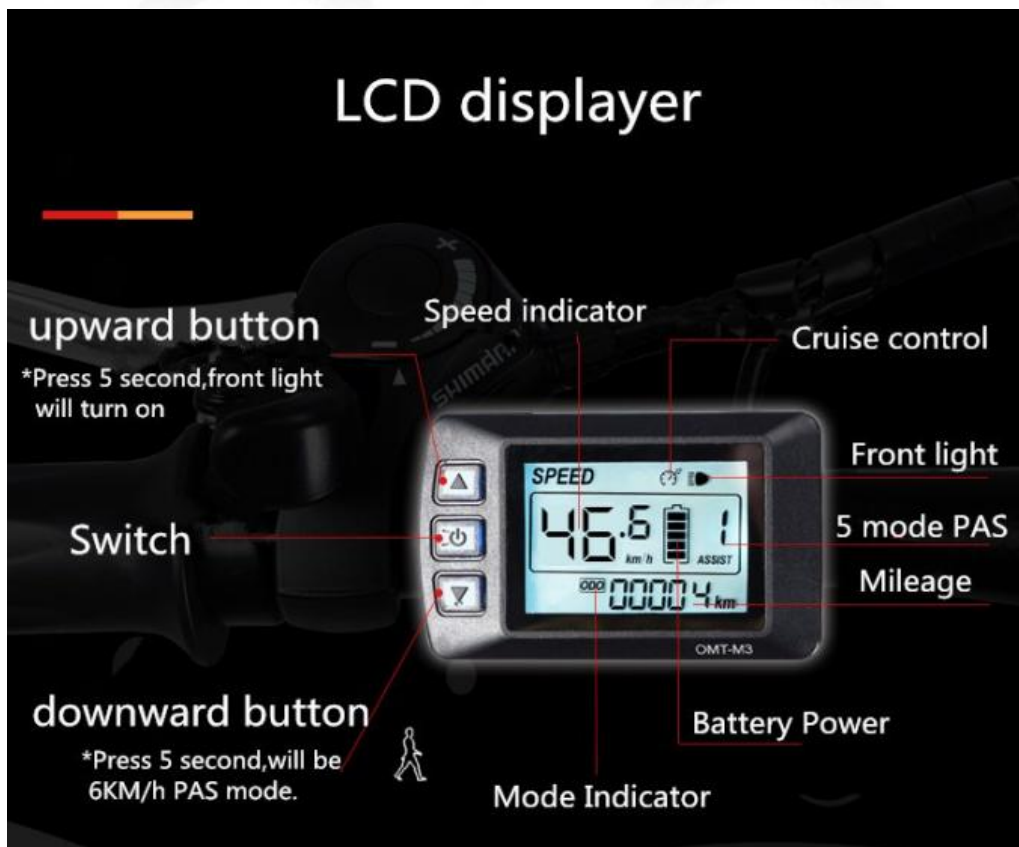 LCD displayer
upward button
*Press 5 second,front light
will turn on
Speed indicator
Cruise control
SHIMAN
Front light
SPEED
Switch
46.6
km/h
1
ASSIST
5 mode PAS
ODO
00004 km
Mileage
OMT-M3
downward button
*Press 5 second,will be
6KM/h PAS mode.
Battery Power
Mode Indicator